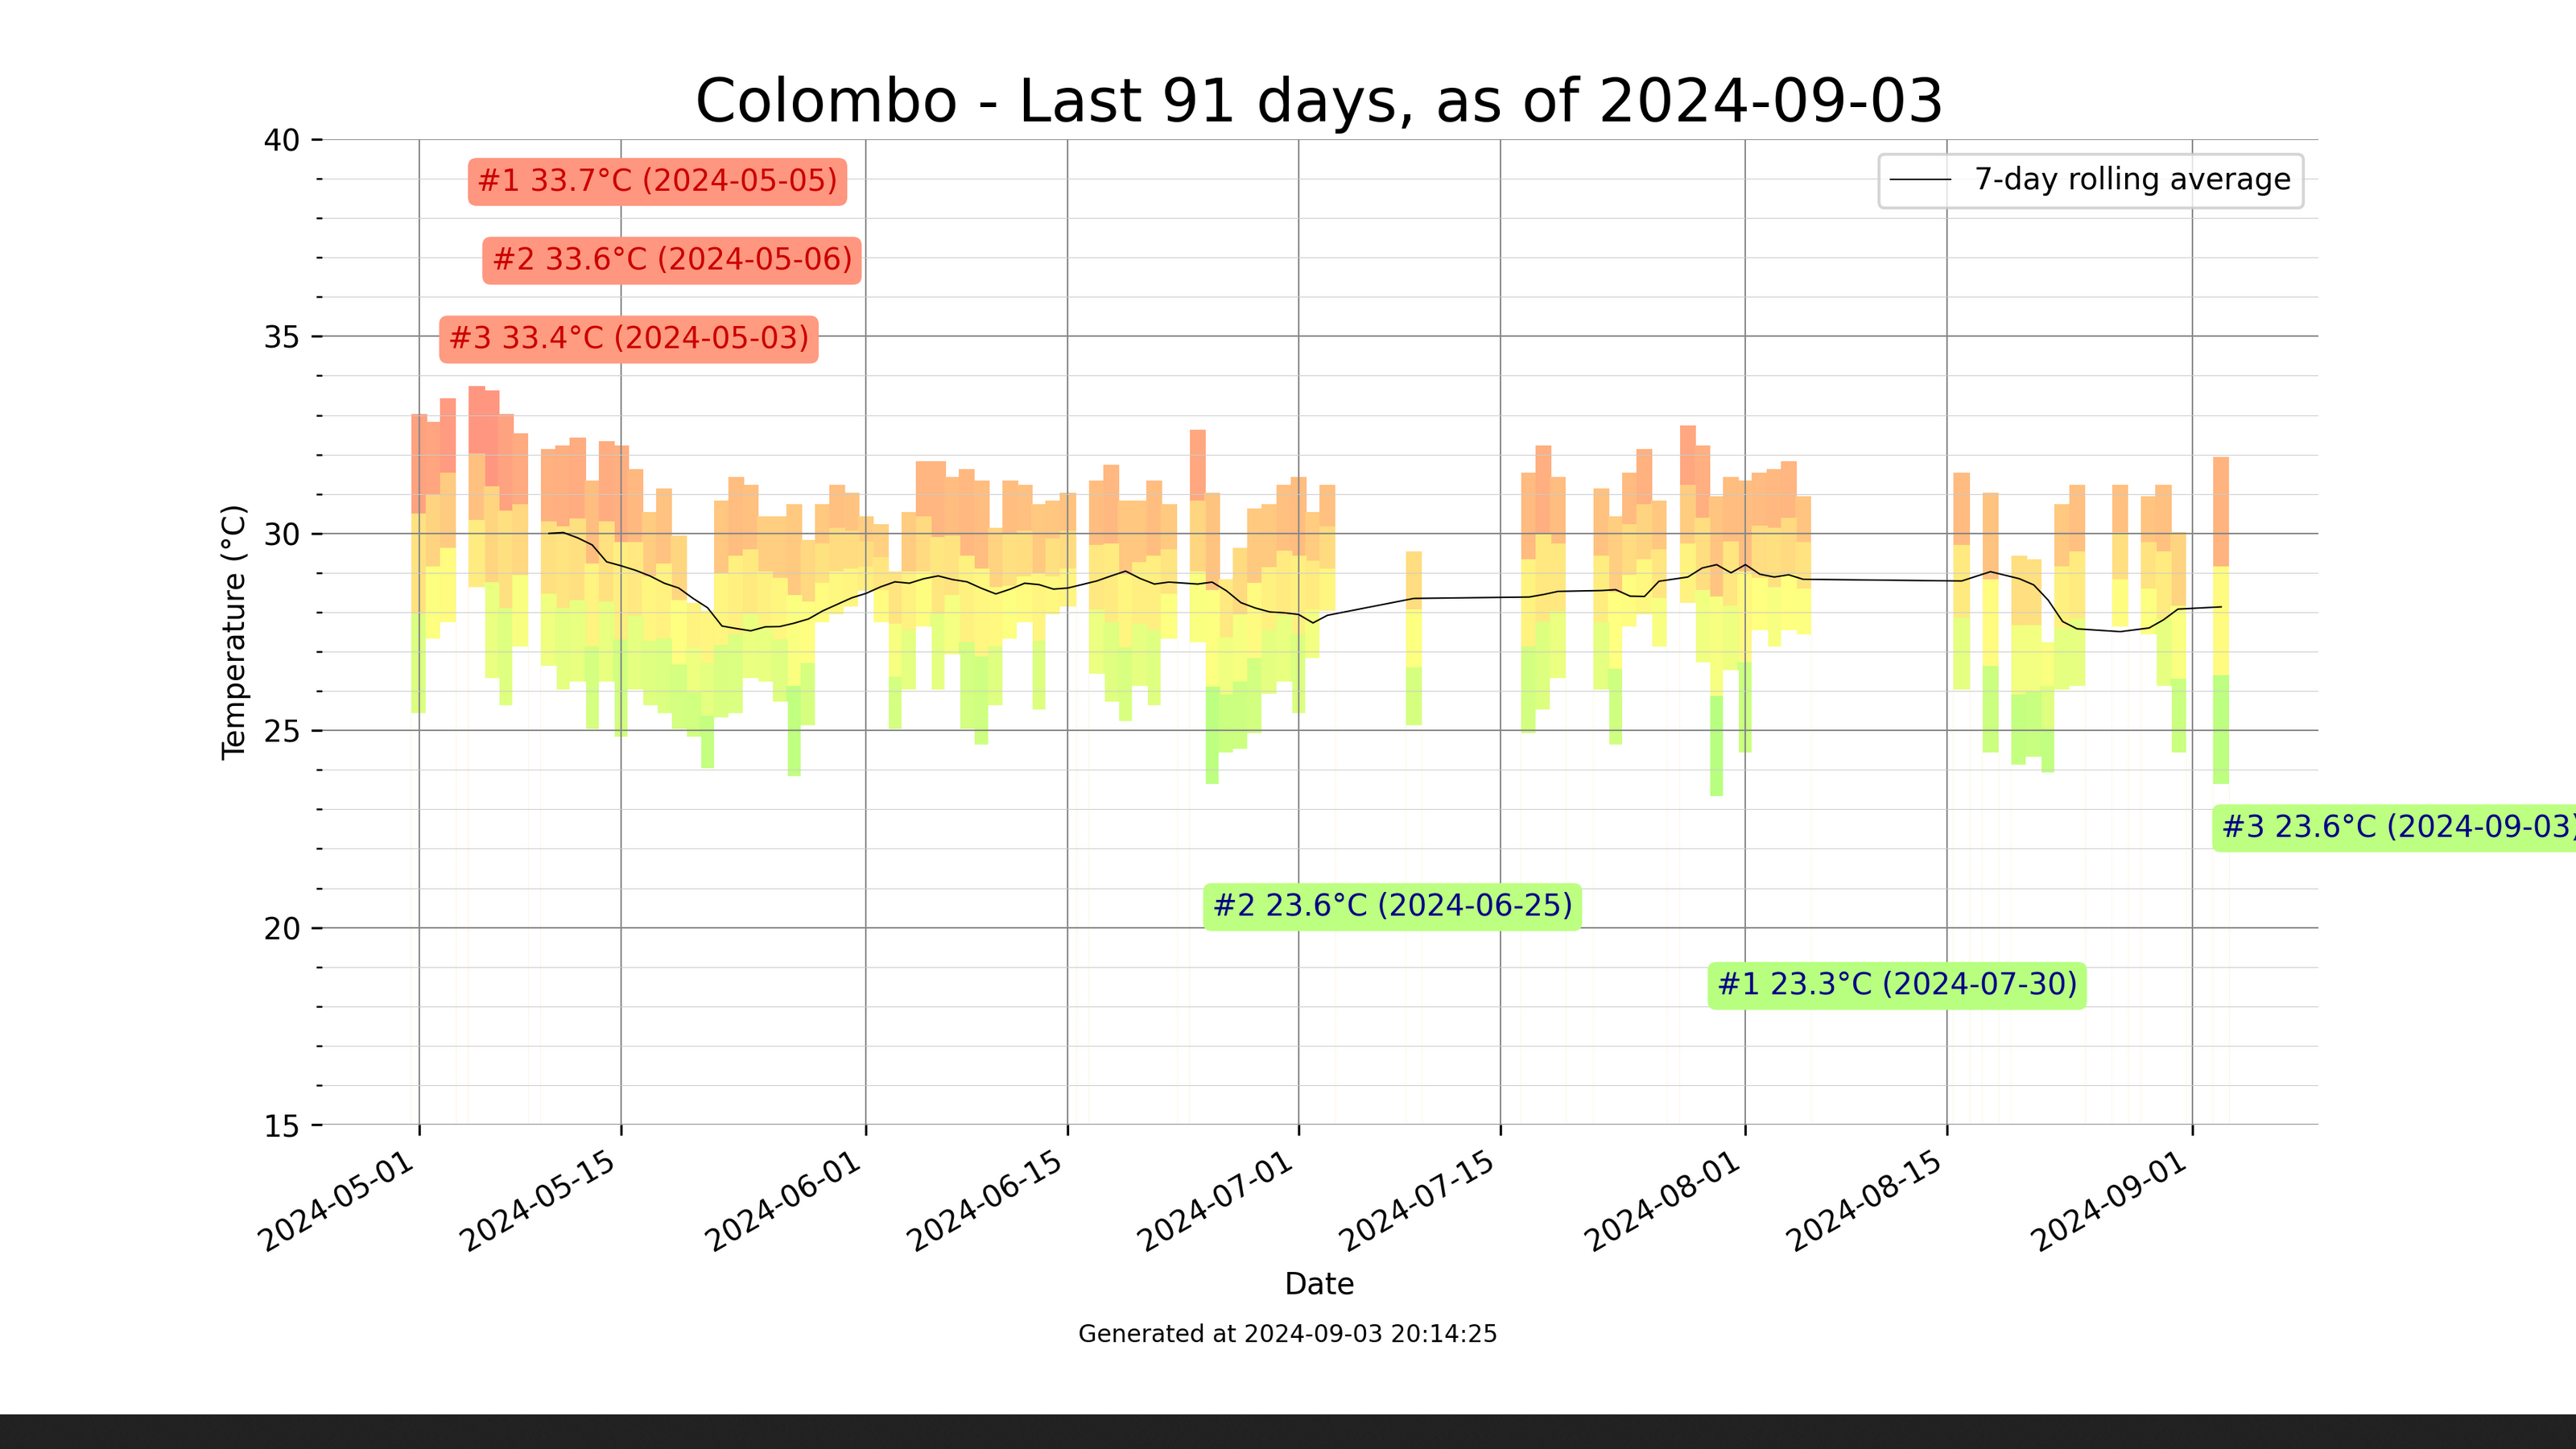 Colombo - Last 91 days, as of 2024-09-03
40
#1 33.7°C (2024-05-05)
7-day rolling average
#2 33.6°C (2024-05-06)
35
#3 33.4°C (2024-05-03)
30
Temperature (°C)
25
#3 23.6°C (2024-09-03)
#2 23.6°C (2024-06-25)
20
#1 23.3°C (2024-07-30)
15
2024-05-01
2024-05-15
2024-06-01
2024-06-15
2024-07-01
2024-07-15
2024-08-01
2024-08-15
2024-09-01
Date
Generated at 2024-09-03 20:14:25